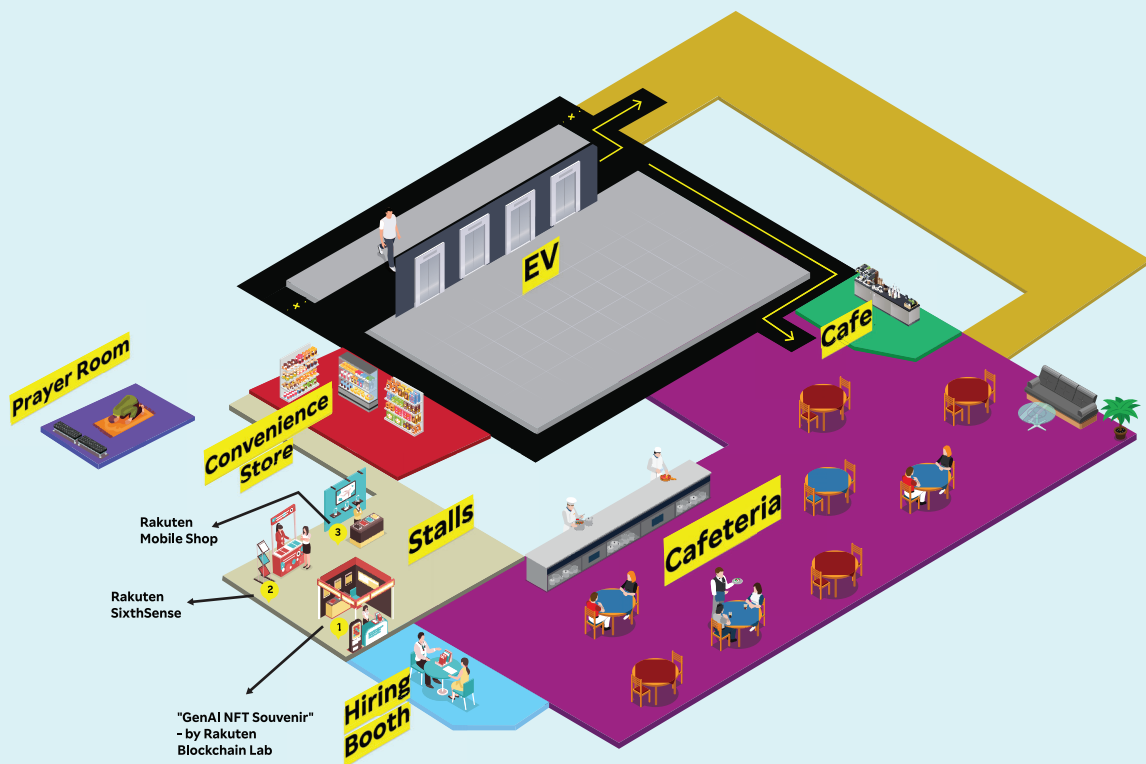 EV
Cafe
Prayer Room
Convenience
Store
Stalls
Cafeteria
Rakuten
Mobile Shop
3
Rakuten
SixthSense
2
1
"GenAI NFT Souvenir"
- by Rakuten
Blockchain Lab
Hiring
Booth